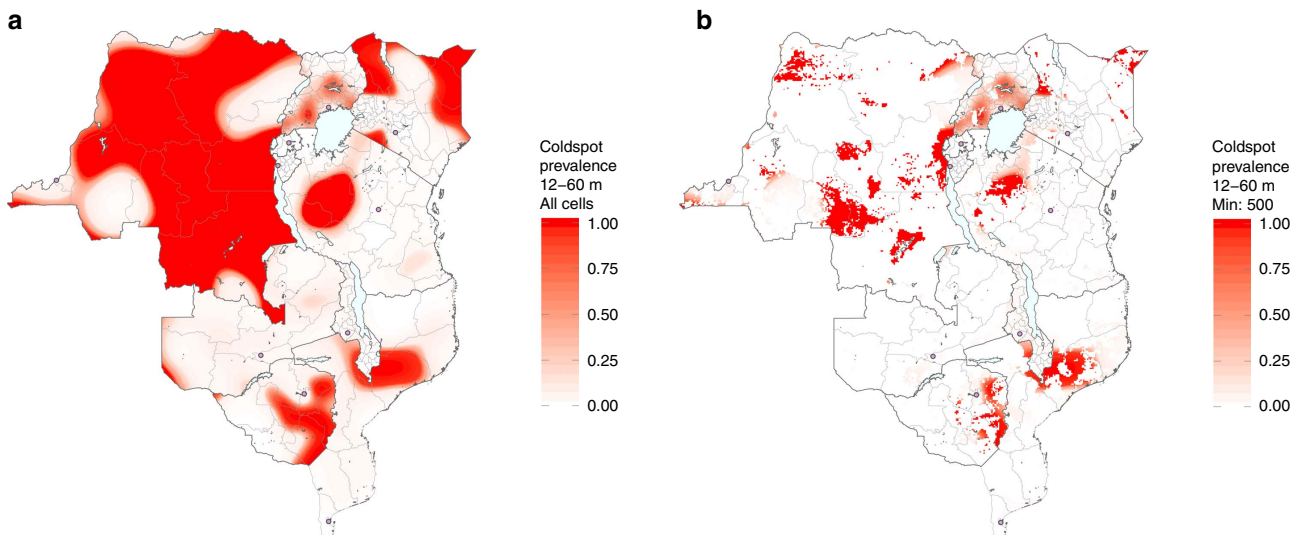 a
Coldspot
prevalence
12–60 m
All cells
1.00
0.75
0.50
0.25
0.00
b
Coldspot
prevalence
12–60 m
Min: 500
1.00
0.75
0.50
0.25
0.00